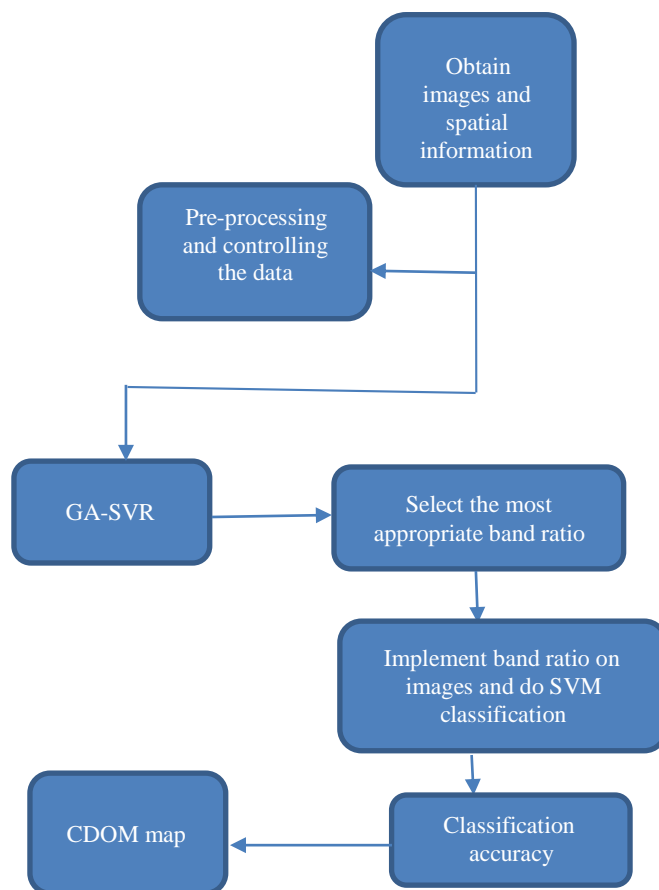 Obtain
images and
spatial
information
Pre-processing
and controlling
the data
GA-SVR
Select the most
appropriate band ratio
Implement band ratio on
images and do SVM
classification
Classification
accuracy
CDOM map